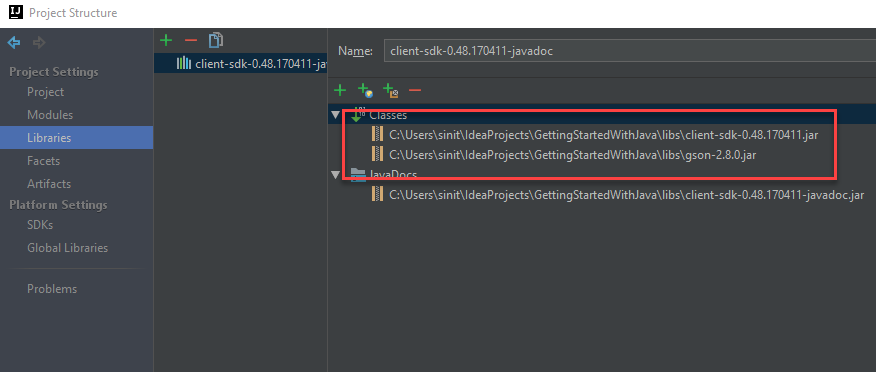 IJ Project Structure
Project Settings
Project
Modules
Libraries
Facets
Artifacts
Platform Settings
SDKs
Global Libraries
Problems
client-sdk-0.48.170411-jav
Name: client-sdk-0.48.170411-javadoc
Classes
C:\Users\sinit\IdeaProjects\GettingStartedWithJava\libs\client-sdk-0.48.170411.jar
C:\Users\sinit\IdeaProjects\GettingStartedWithJava\libs\gson-2.8.0.jar
JavaDocs
C:\Users\sinit\IdeaProjects\GettingStartedWithJava\libs\client-sdk-0.48.170411-javadoc.jar